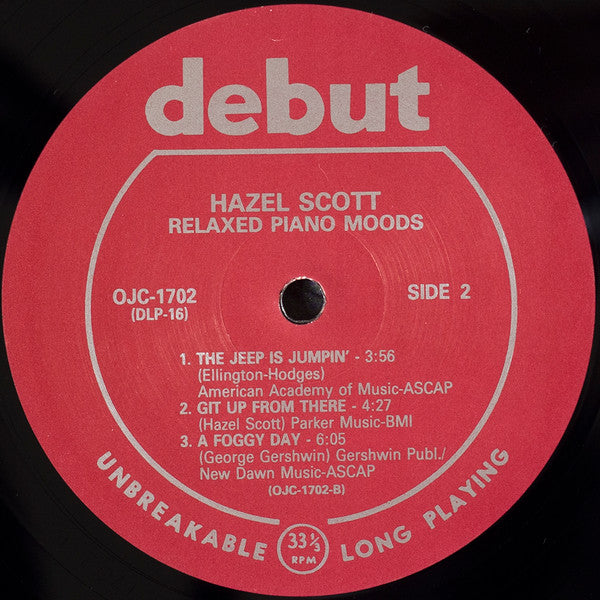 debut
HAZEL SCOTT
RELAXED PIANO MOODS
OJC-1702
(DLP-16)
SIDE 2
1. THE JEEP IS JUMPIN' - 3:56
(Ellington-Hodges)
American Academy of Music-ASCAP
2. GIT UP FROM THERE - 4:27
(Hazel Scott) Parker Music-BMI
3. A FOGGY DAY - 6:05
(George Gershwin) Gershwin Publ./
New Dawn Music-ASCAP
(OJC-1702-B)
UNBREAKABLE
33 1/3
RPM
LONG PLAYING